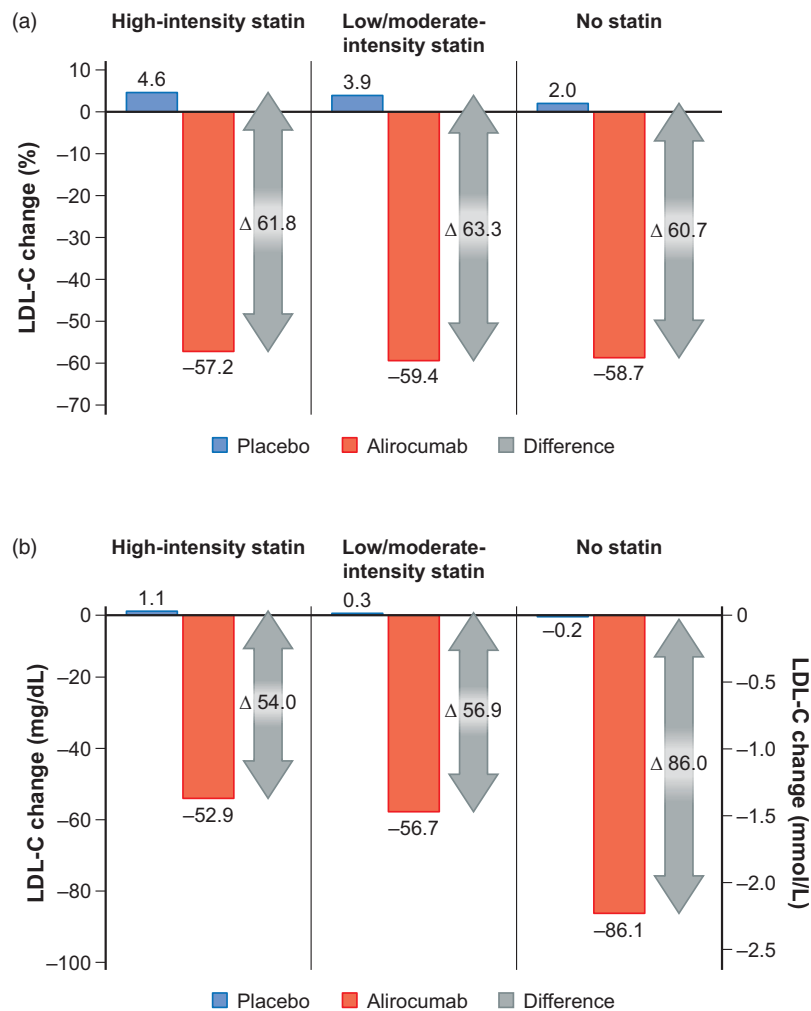 (a)
High-intensity statin
Low/moderate-
intensity statin
No statin
LDL-C change (%)
10
0
–10
–20
–30
–40
–50
–60
–70
4.6
–57.2
Δ 61.8
3.9
–59.4
Δ 63.3
2.0
–58.7
Δ 60.7
Placebo
Alirocumab
Difference
(b)
High-intensity statin
Low/moderate-
intensity statin
No statin
LDL-C change (mg/dL)
0
–20
–40
–60
–80
–100
1.1
–52.9
Δ 54.0
0.3
–56.7
Δ 56.9
–0.2
–86.1
Δ 86.0
0
–0.5
–1.0
–1.5
–2.0
–2.5
LDL-C change (mmol/L)
Placebo
Alirocumab
Difference